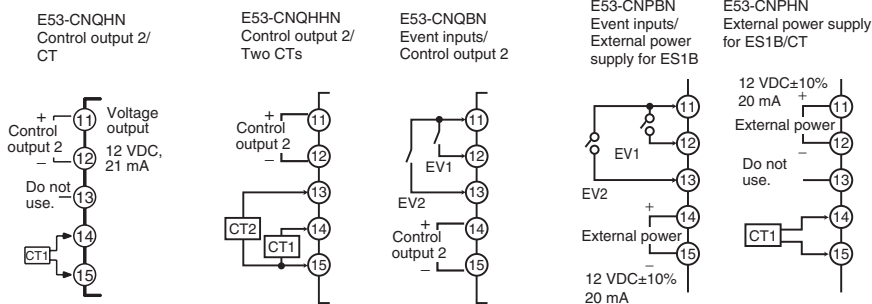 E53-CNQHN
Control output 2/
CT
+
Control
output 2
−
11
Voltage
output
12
12 VDC,
21 mA
Do not
use.
13
14
CT1
15
E53-CNQHHN
Control output 2/
Two CTs
+
Control
output 2
−
11
12
13
CT2
14
CT1
15
E53-CNQBN
Event inputs/
Control output 2
11
12
EV1
13
EV2
+
Control
output 2
−
14
15
E53-CNPBN
Event inputs/
External power
supply for ES1B
11
EV1
12
13
EV2
+
14
External power
−
15
12 VDC±10%
20 mA
E53-CNPHN
External power supply
for ES1B/CT
12 VDC±10%
20 mA
+
11
External power
−
12
Do not
use.
13
14
CT1
15